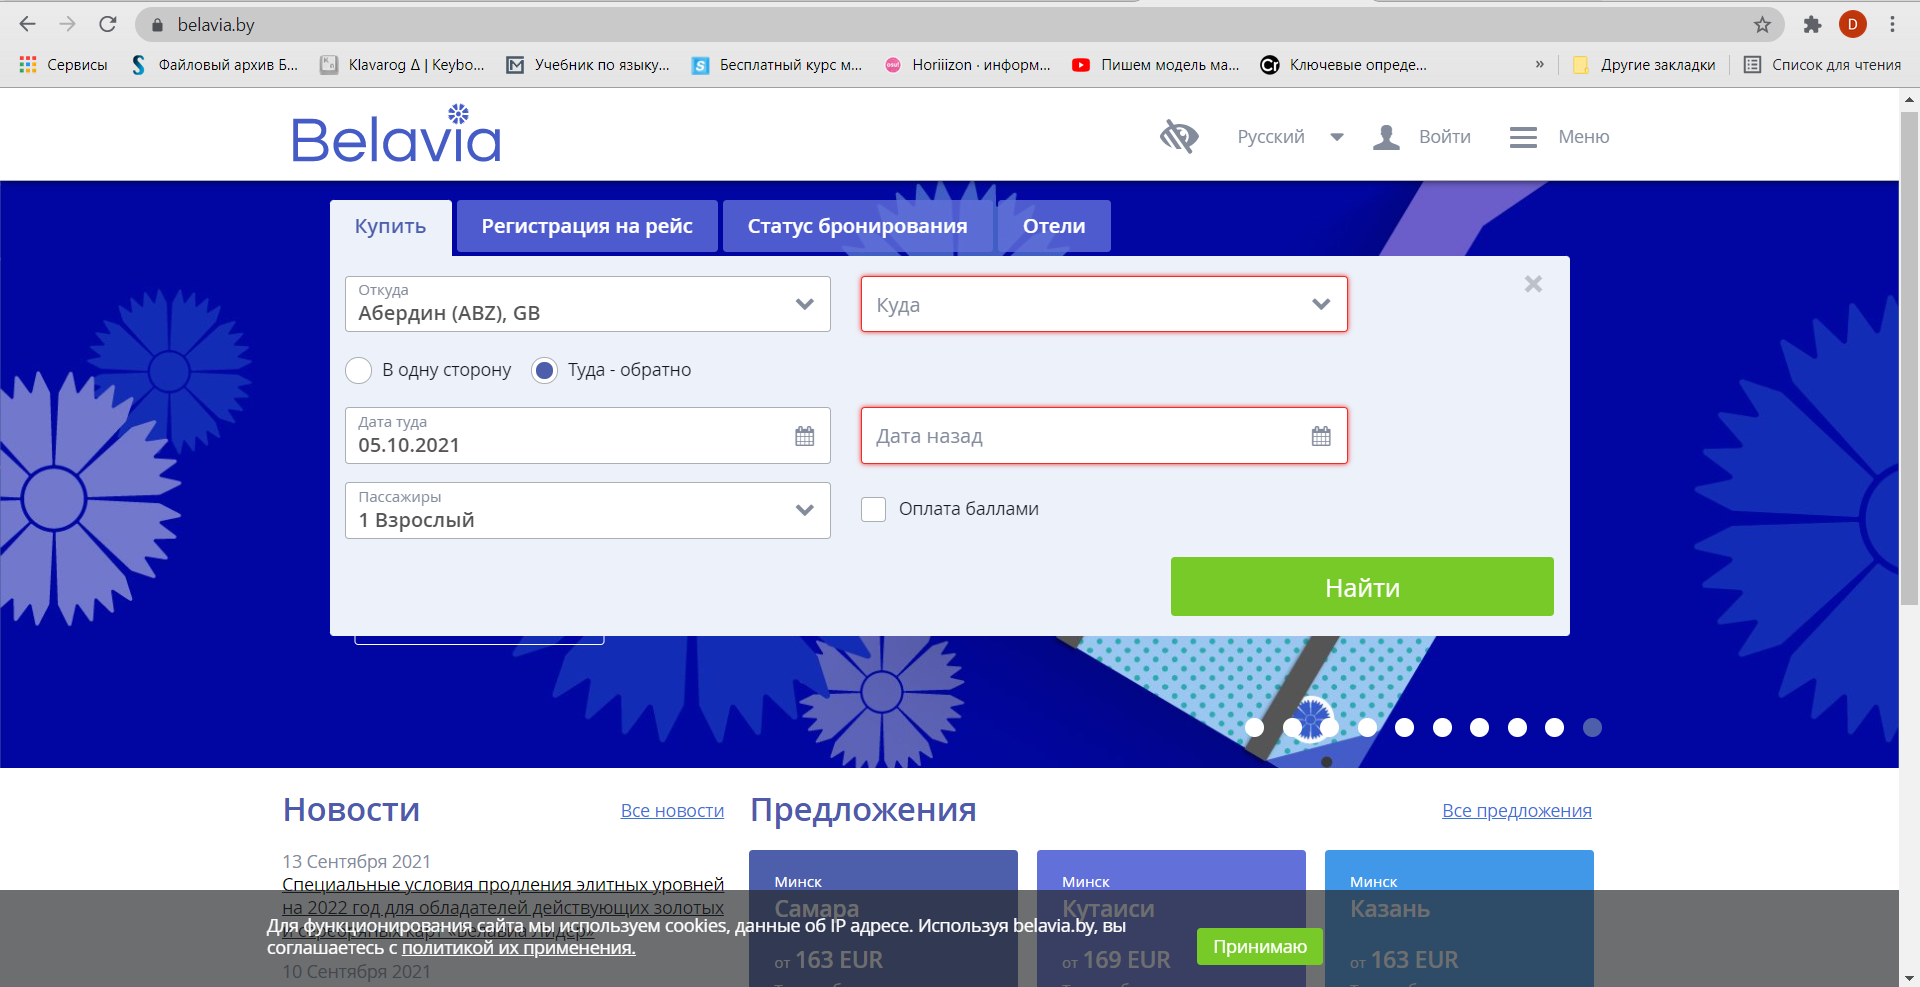 belavia.by
D
Сервисы
Файловый архив Б...
Klavarog Δ | Keybo...
Учебник по языку...
Бесплатный курс м...
Horiiizon · информ...
Пишем модель ма...
Ключевые опреде...
»
Другие закладки
Список для чтения
Belavia
Русский
Войти
Меню
Купить
Регистрация на рейс
Статус бронирования
Отели
Откуда
Абердин (ABZ), GB
Куда
В одну сторону
Туда - обратно
Дата туда
05.10.2021
Дата назад
Пассажиры
1 Взрослый
Оплата баллами
Найти
Новости
Все новости
Предложения
Все предложения
13 Сентября 2021
Специальные условия продления элитных уровней
на 2022 год для обладателей действующих золотых
Минск
Самара
от 163 EUR
Минск
Кутаиси
от 169 EUR
Минск
Казань
от 163 EUR
Для функционирования сайта мы используем cookies, данные об IP адресе. Используя belavia.by, вы
соглашаетесь с политикой их применения.
Принимаю
10 Сентября 2021